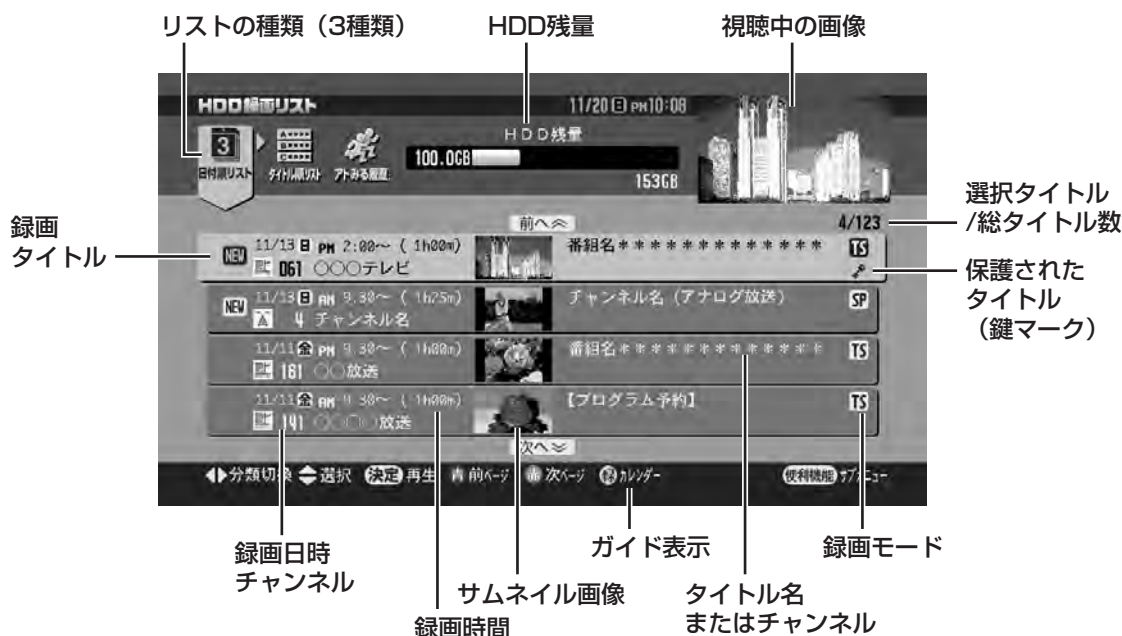 リストの種類（3種類）
HDD残量
視聴中の画像
HDD録画リスト
11/20 日 PM10:08
3
日付順リスト
タイトル順リスト
アトみる履歴
HDD残量
100.0GB
153GB
前へ
4/123
選択タイトル
/総タイトル数
録画
タイトル
NEW
11/13 日 PM 2:00～ ( 1h00m)
061 ○○○テレビ
番組名＊＊＊＊＊＊＊＊＊＊＊＊＊
TS
保護された
タイトル
（鍵マーク）
NEW
11/13 日 AM 9:30～ ( 1h25m)
4 チャンネル名
チャンネル名（アナログ放送）
SP
11/11 金 PM 9:30～ ( 1h00m)
161 ○○放送
番組名＊＊＊＊＊＊＊＊＊＊＊＊＊
TS
11/11 金 AM 9:30～ ( 1h00m)
141 ○○○○放送
【プログラム予約】
TS
次へ
分類切換 選択 決定 再生 青 前ページ 赤 次ページ カレンダー 便利機能 サブメニュー
録画日時
チャンネル
録画時間
サムネイル画像
ガイド表示
タイトル名
またはチャンネル
録画モード